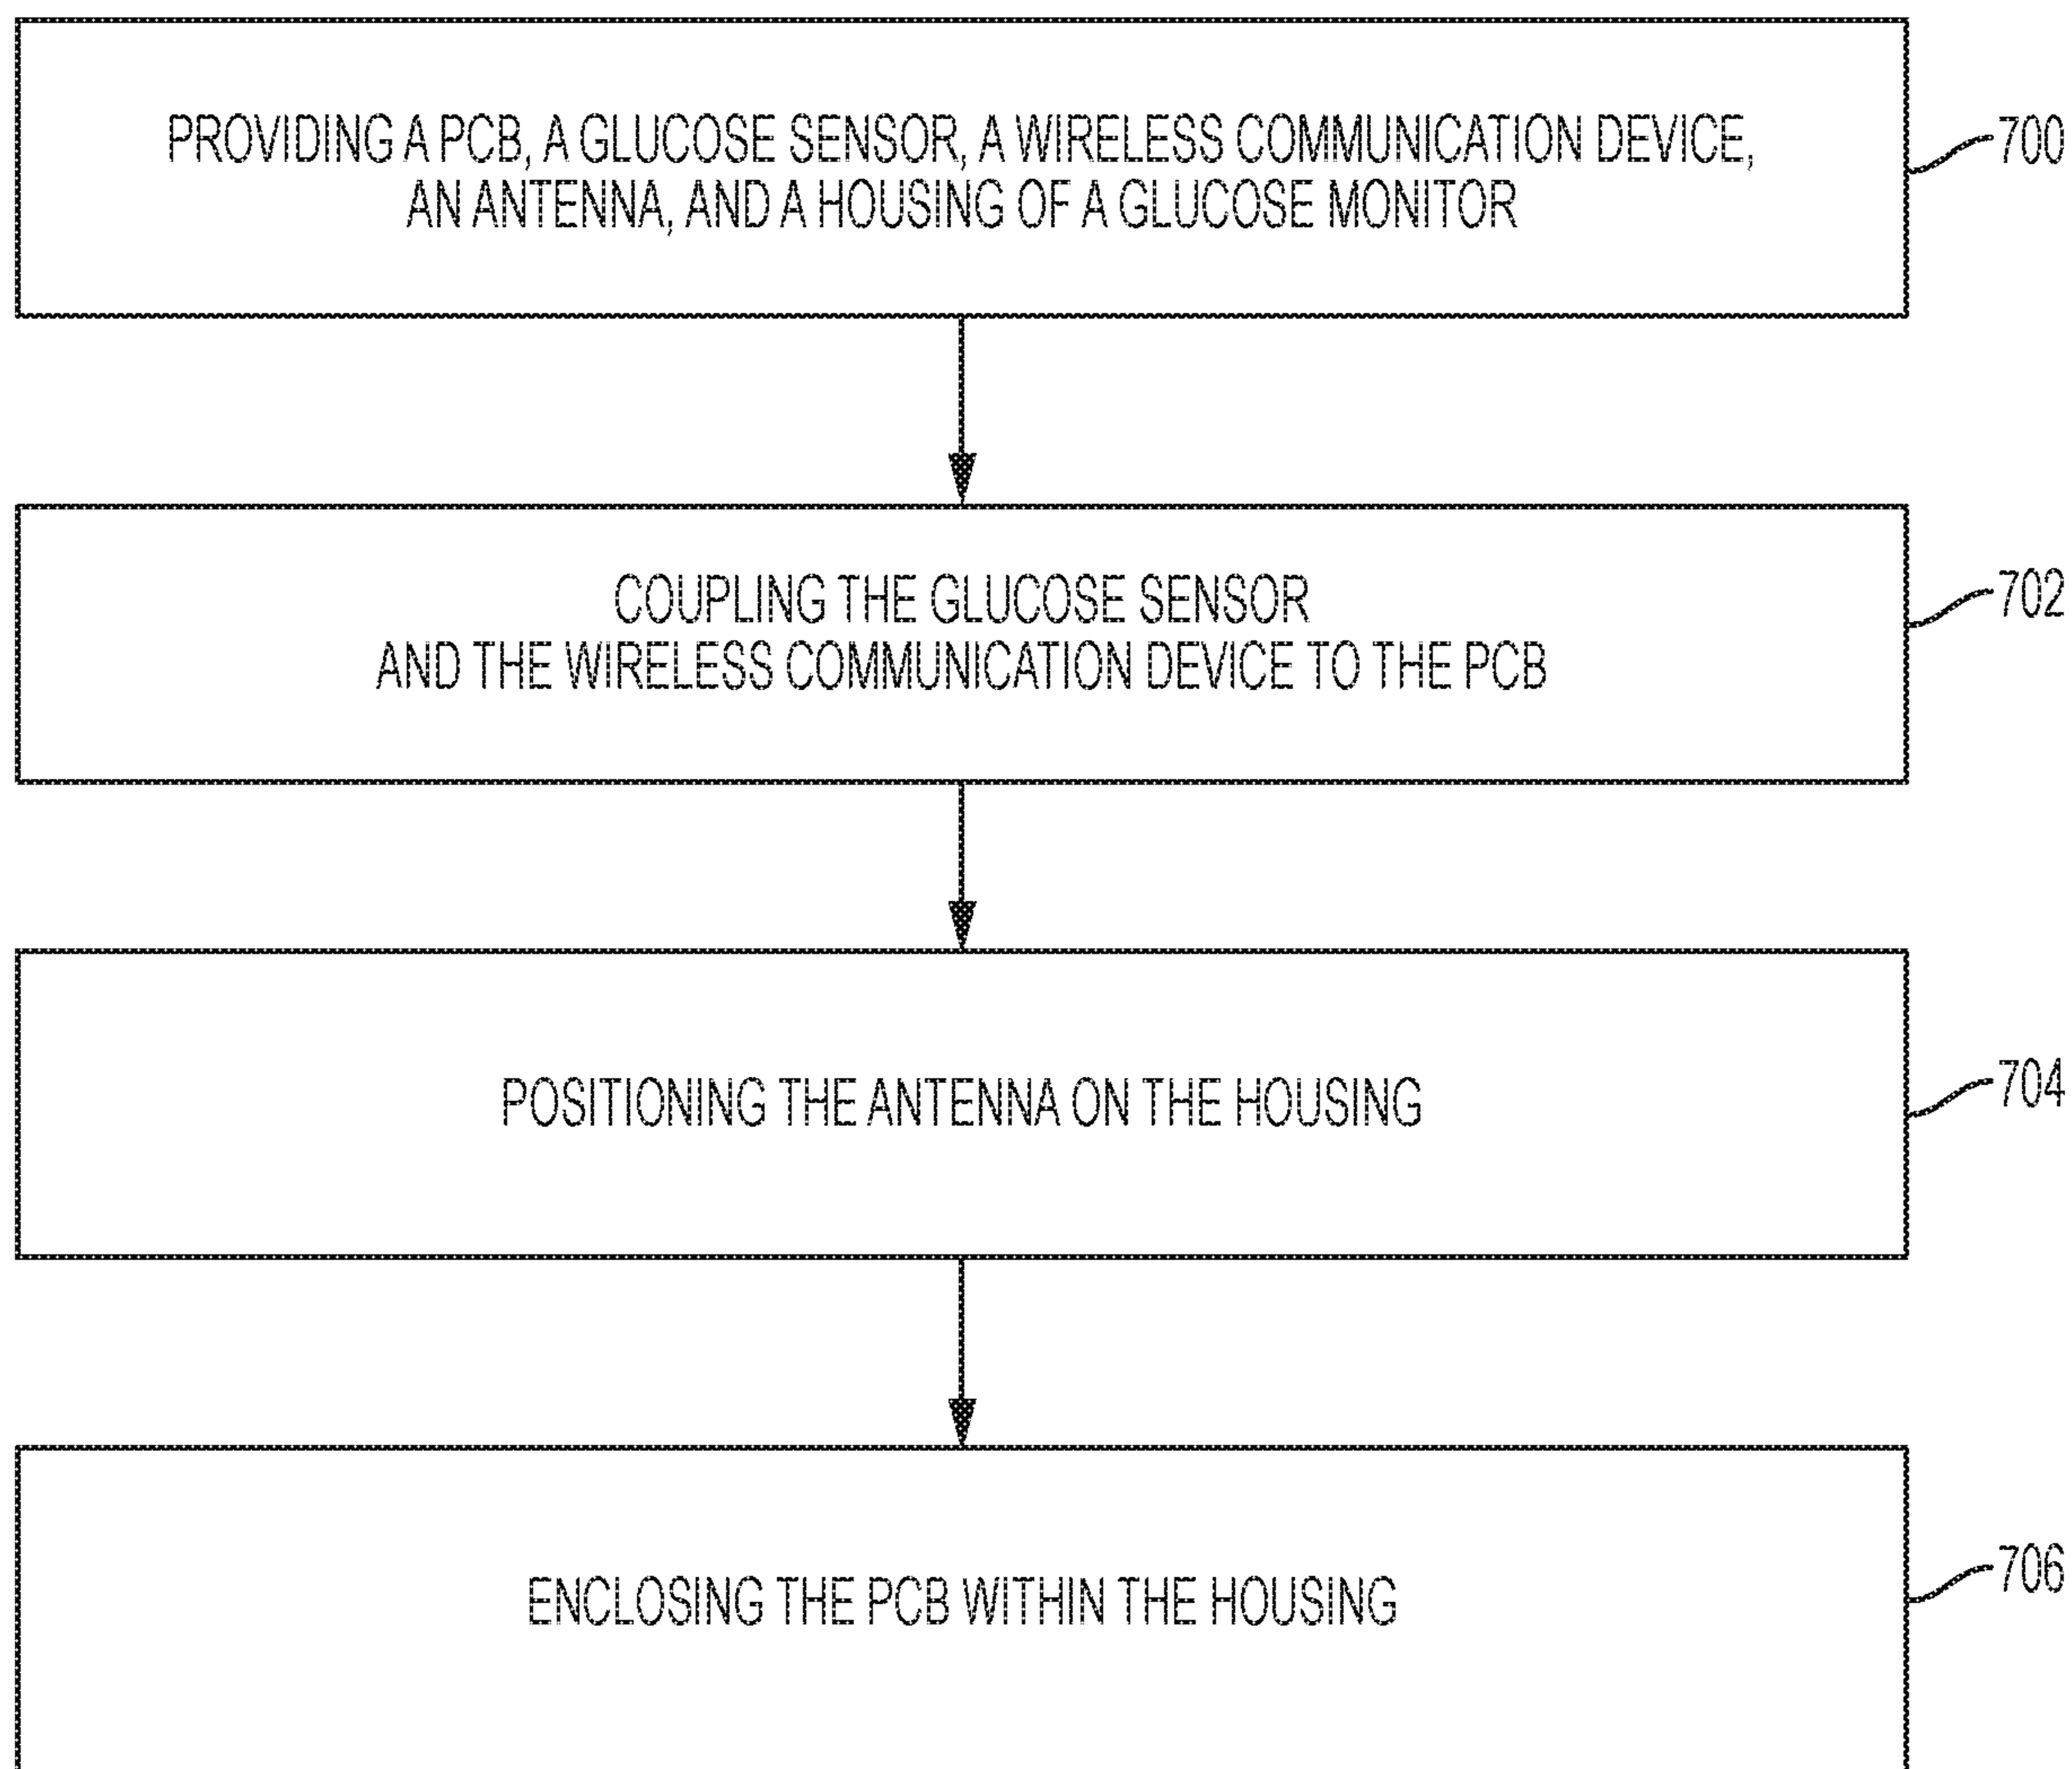 PROVIDING A PCB, A GLUCOSE SENSOR, A WIRELESS COMMUNICATION DEVICE,
AN ANTENNA, AND A HOUSING OF A GLUCOSE MONITOR
700
COUPLING THE GLUCOSE SENSOR
AND THE WIRELESS COMMUNICATION DEVICE TO THE PCB
702
POSITIONING THE ANTENNA ON THE HOUSING
704
ENCLOSING THE PCB WITHIN THE HOUSING
706